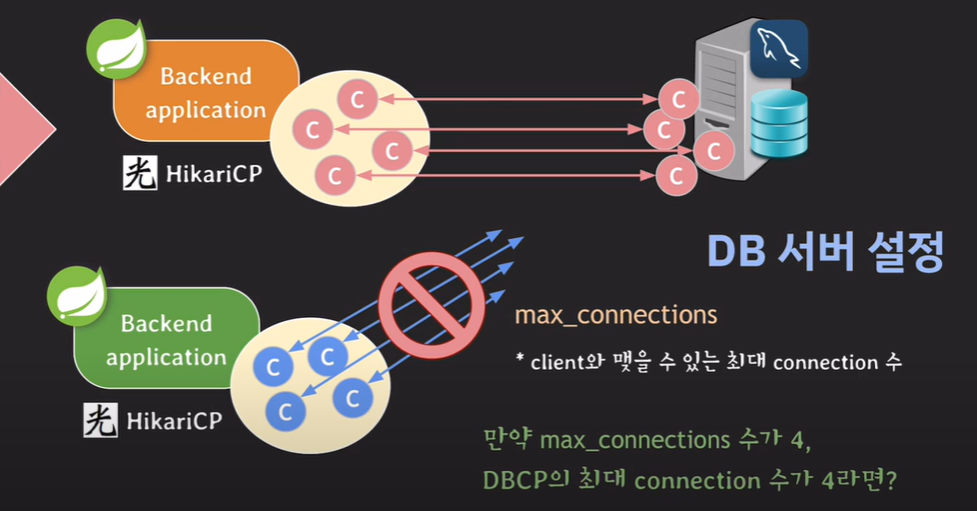 Backend
application
C
C
C
C
C
C
C
C
光 HikariCP
DB 서버 설정
Backend
application
C
C
C
C
光 HikariCP
max_connections
* client와 맺을 수 있는 최대 connection 수
만약 max_connections 수가 4,
DBCP의 최대 connection 수가 4라면?